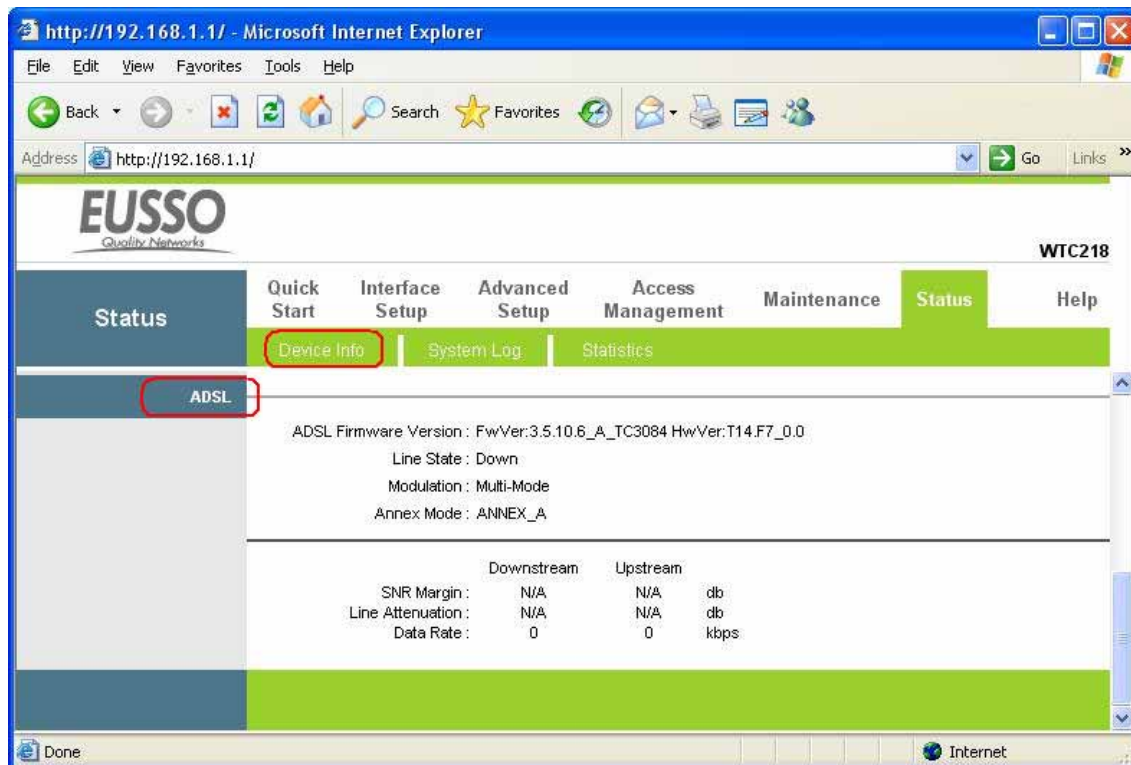 http://192.168.1.1/ - Microsoft Internet Explorer
File Edit View Favorites Tools Help
Back Search Favorites
Address http://192.168.1.1/ Go Links »
EUSSO
Quality Networks
WTC218
Status
Quick Start Interface Setup Advanced Setup Access Management Maintenance Status Help
Device Info System Log Statistics
ADSL
ADSL Firmware Version : FwVer:3.5.10.6_A_TC3084 HwVer:T14.F7_0.0
Line State : Down
Modulation : Multi-Mode
Annex Mode : ANNEX_A
Downstream Upstream
SNR Margin : N/A N/A db
Line Attenuation : N/A N/A db
Data Rate : 0 0 kbps
Done Internet